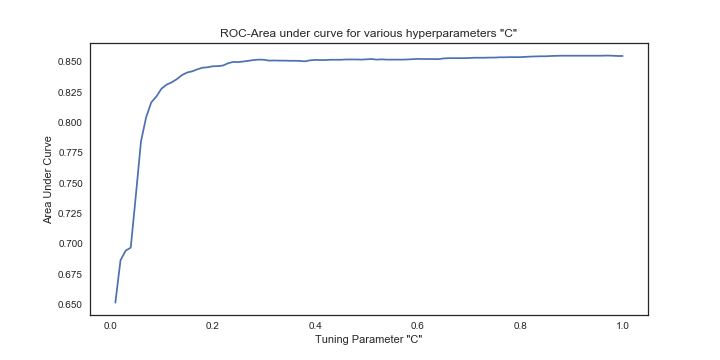 ROC-Area under curve for various hyperparameters "C"
0.850
0.825
0.800
0.775
0.750
0.725
0.700
0.675
0.650
Area Under Curve
0.0 0.2 0.4 0.6 0.8 1.0
Tuning Parameter "C"